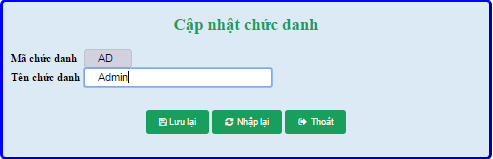 Cập nhật chức danh
Mã chức danh AD
Tên chức danh Admin
Lưu lại Nhập lại Thoát